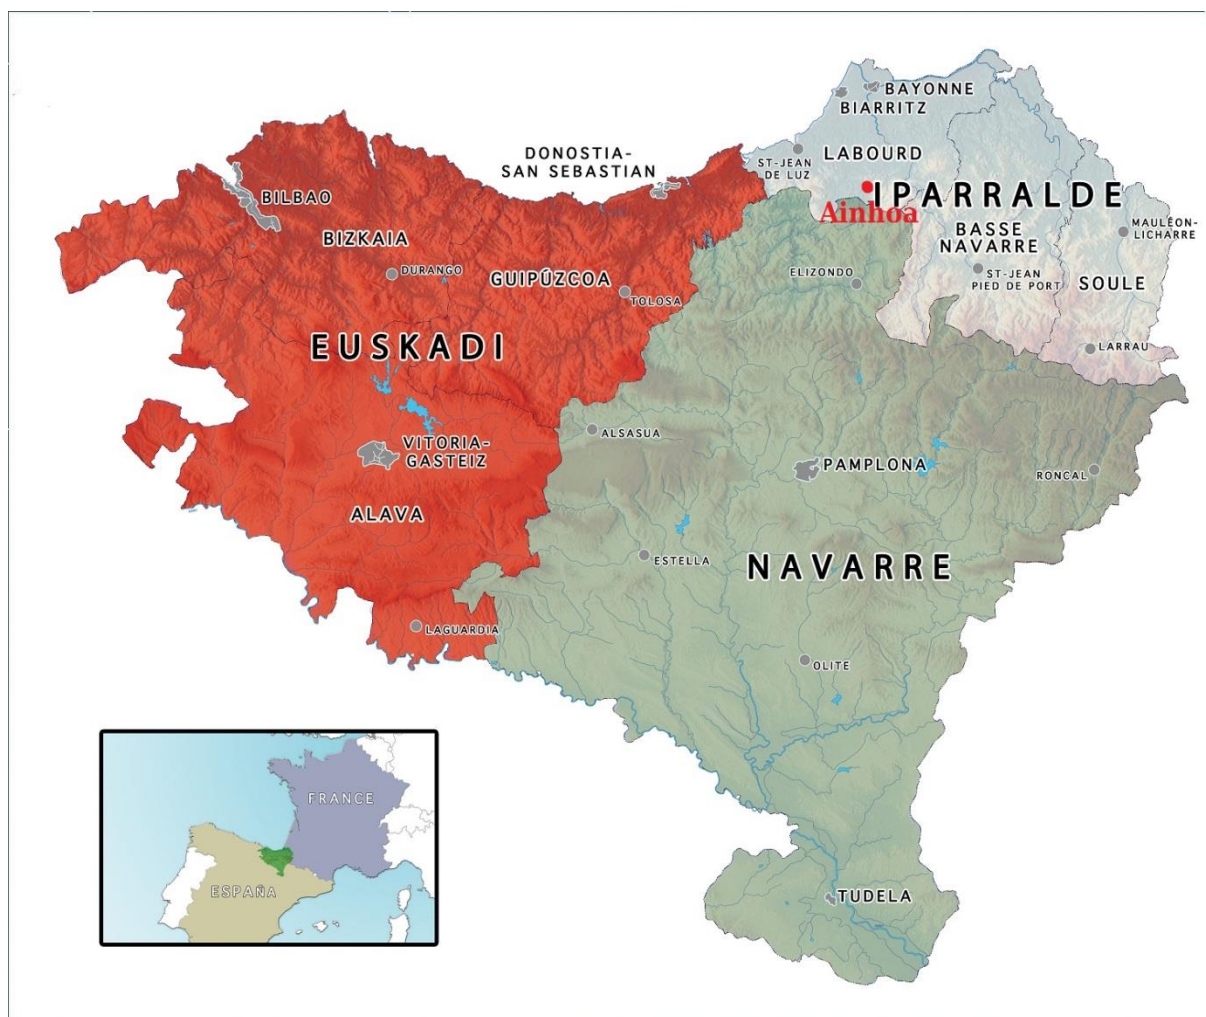 BAYONNE
BIARRITZ
DONOSTIA-
SAN SEBASTIAN
ST-JEAN
DE LUZ
LABOURD
IPARRALDE
Ainhoa
BILBAO
BIZKAIA
BASSE
NAVARRE
MAULÉON-
LICHARRE
DURANGO
GUIPÚZCOA
TOLOSA
ELIZONDO
ST-JEAN
PIED DE PORT
SOULE
EUSKADI
LARRAU
VITORIA-
GASTEIZ
ALSASUA
PAMPLONA
RONCAL
ALAVA
ESTELLA
NAVARRE
LAGUARDIA
OLITE
FRANCE
ESPAÑA
TUDELA